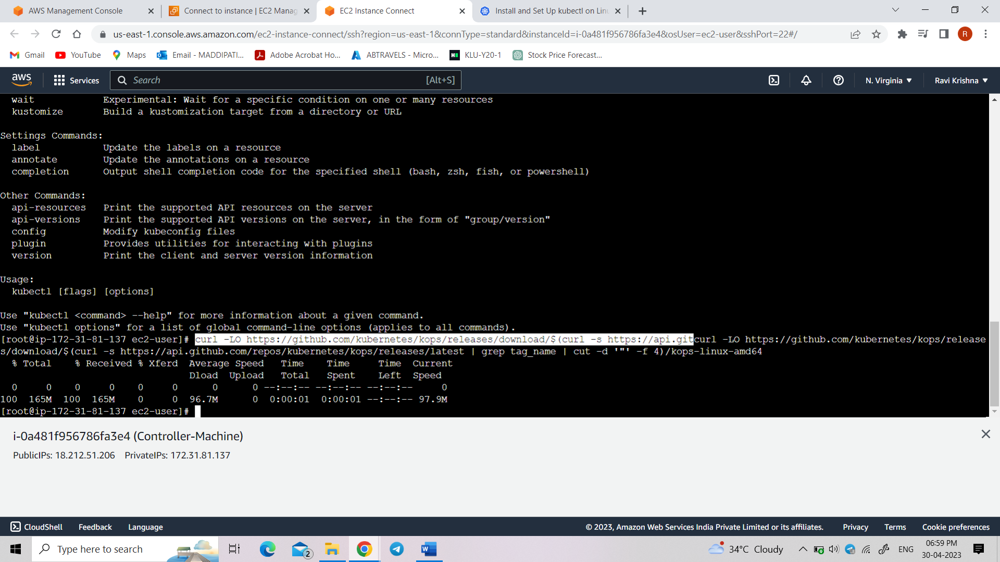 AWS Management Console
Connect to instance | EC2 Manag
EC2 Instance Connect
Install and Set Up kubectl on Linu
us-east-1.console.aws.amazon.com/ec2-instance-connect/ssh?region=us-east-1&connType=standard&instanceId=i-0a481f956786fa3e4&osUser=ec2-user&sshPort=22#/
R
Gmail
YouTube
Maps
Email - MADDIPATI...
Adobe Acrobat Ho...
ABTRAVELS - Micro...
KLU-Y20-1
Stock Price Forecast...
aws
Services
Search
[Alt+S]
N. Virginia
Ravi Krishna
wait Experimental: Wait for a specific condition on one or many resources
kustomize Build a kustomization target from a directory or URL
Settings Commands:
label Update the labels on a resource
annotate Update the annotations on a resource
completion Output shell completion code for the specified shell (bash, zsh, fish, or powershell)
Other Commands:
api-resources Print the supported API resources on the server
api-versions Print the supported API versions on the server, in the form of "group/version"
config Modify kubeconfig files
plugin Provides utilities for interacting with plugins
version Print the client and server version information
Usage:
kubectl [flags] [options]
Use "kubectl <command> --help" for more information about a given command.
Use "kubectl options" for a list of global command-line options (applies to all commands).
[root@ip-172-31-81-137 ec2-user]# curl -LO https://github.com/kubernetes/kops/releases/download/$(curl -s https://api.gitcurl -LO https://github.com/kubernetes/kops/release
s/download/$(curl -s https://api.github.com/repos/kubernetes/kops/releases/latest | grep tag_name | cut -d '"' -f 4)/kops-linux-amd64
% Total % Received % Xferd Average Speed Time Time Time Current
Dload Upload Total Spent Left Speed
0 0 0 0 0 0 0 0 --:--:-- --:--:-- --:--:-- 0
100 165M 100 165M 0 0 96.7M 0 0:00:01 0:00:01 --:--:-- 97.9M
[root@ip-172-31-81-137 ec2-user]#
i-0a481f956786fa3e4 (Controller-Machine)
PublicIPs: 18.212.51.206 PrivateIPs: 172.31.81.137
CloudShell
Feedback
Language
© 2023, Amazon Web Services India Private Limited or its affiliates.
Privacy
Terms
Cookie preferences
Type here to search
2
34°C Cloudy
ENG
06:59 PM
30-04-2023